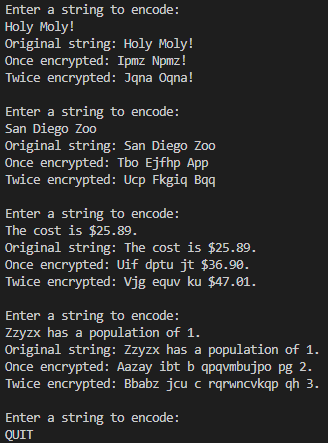 Enter a string to encode:
Holy Moly!
Original string: Holy Moly!
Once encrypted: Ipmz Npmz!
Twice encrypted: Jqna Oqna!
Enter a string to encode:
San Diego Zoo
Original string: San Diego Zoo
Once encrypted: Tbo Ejfhp App
Twice encrypted: Ucp Fkgiq Bqq
Enter a string to encode:
The cost is $25.89.
Original string: The cost is $25.89.
Once encrypted: Uif dptu jt $36.90.
Twice encrypted: Vjg equv ku $47.01.
Enter a string to encode:
Zzyzx has a population of 1.
Original string: Zzyzx has a population of 1.
Once encrypted: Aazay ibt b qpqvmbujpo pg 2.
Twice encrypted: Bbabz jcu c rqrwncvkqp qh 3.
Enter a string to encode:
QUIT